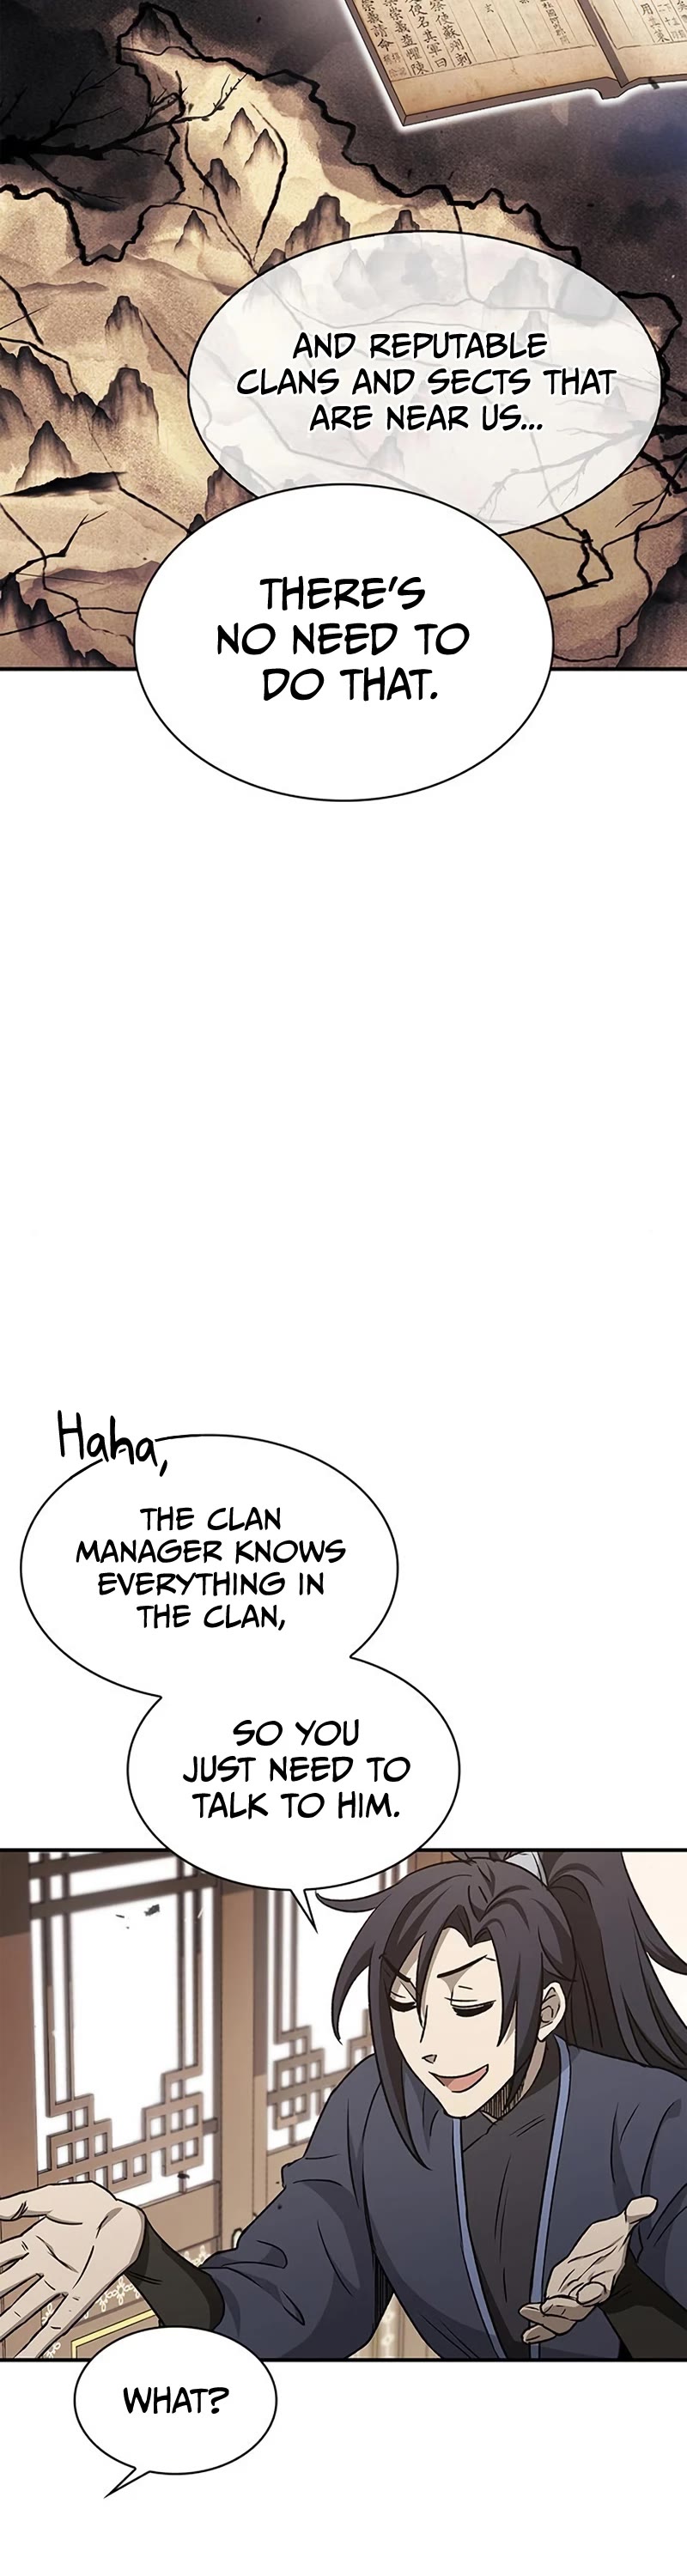 AND REPUTABLE
CLANS AND SECTS THAT
ARE NEAR US...
THERE'S
NO NEED TO
DO THAT.
Haha,
THE CLAN
MANAGER KNOWS
EVERYTHING IN
THE CLAN,
SO YOU
JUST NEED TO
TALK TO HIM.
WHAT?